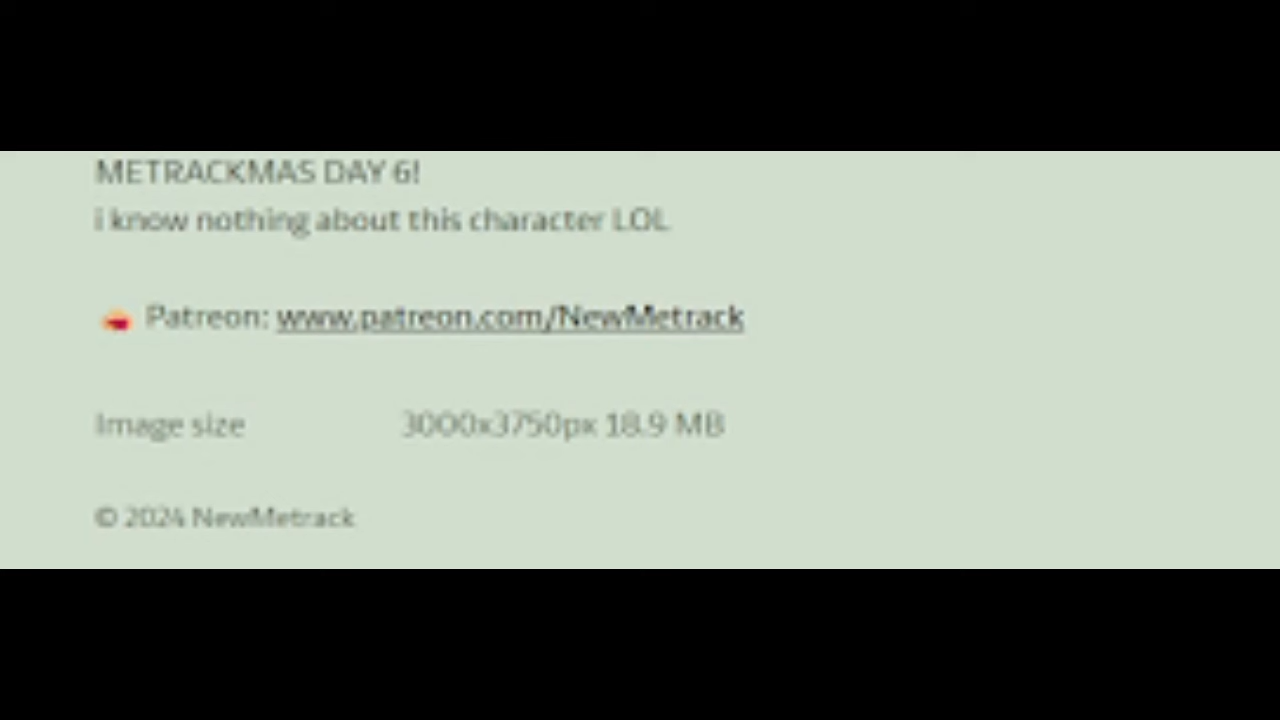 METRACKMAS DAY 6!
i know nothing about this character LOL
Patreon: www.patreon.com/NewMetrack
Image size 3000x3750px 18.9 MB
© 2024 NewMetrack